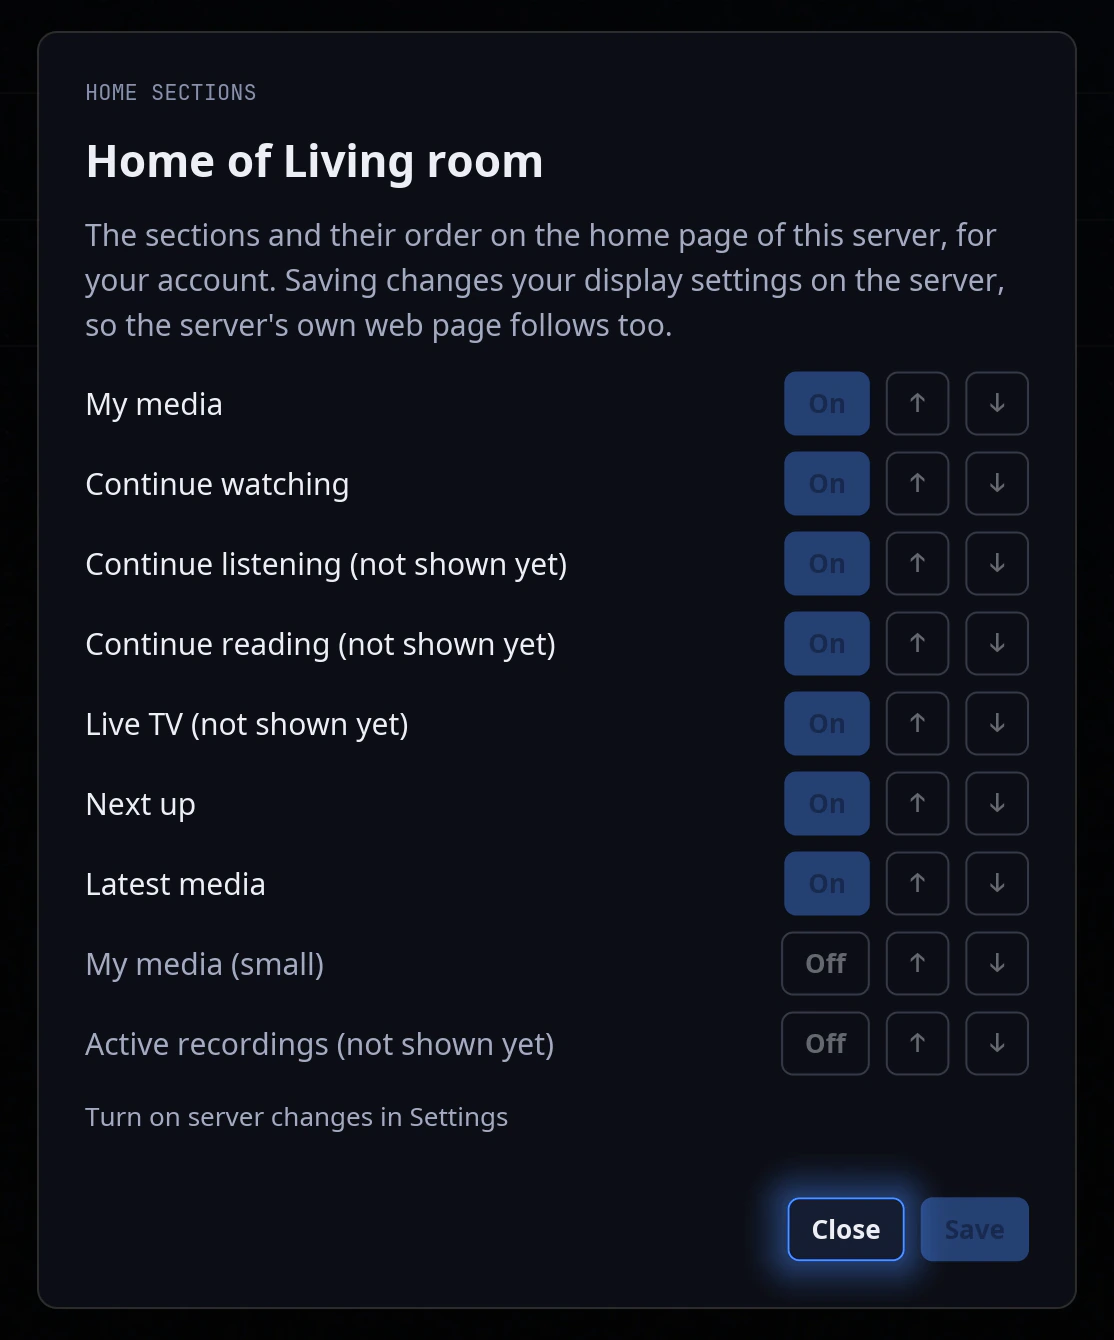 HOME SECTIONS
Home of Living room
The sections and their order on the home page of this server, for
your account. Saving changes your display settings on the server,
so the server's own web page follows too.
My media On ↑ ↓
Continue watching On ↑ ↓
Continue listening (not shown yet) On ↑ ↓
Continue reading (not shown yet) On ↑ ↓
Live TV (not shown yet) On ↑ ↓
Next up On ↑ ↓
Latest media On ↑ ↓
My media (small) Off ↑ ↓
Active recordings (not shown yet) Off ↑ ↓
Turn on server changes in Settings
Close Save